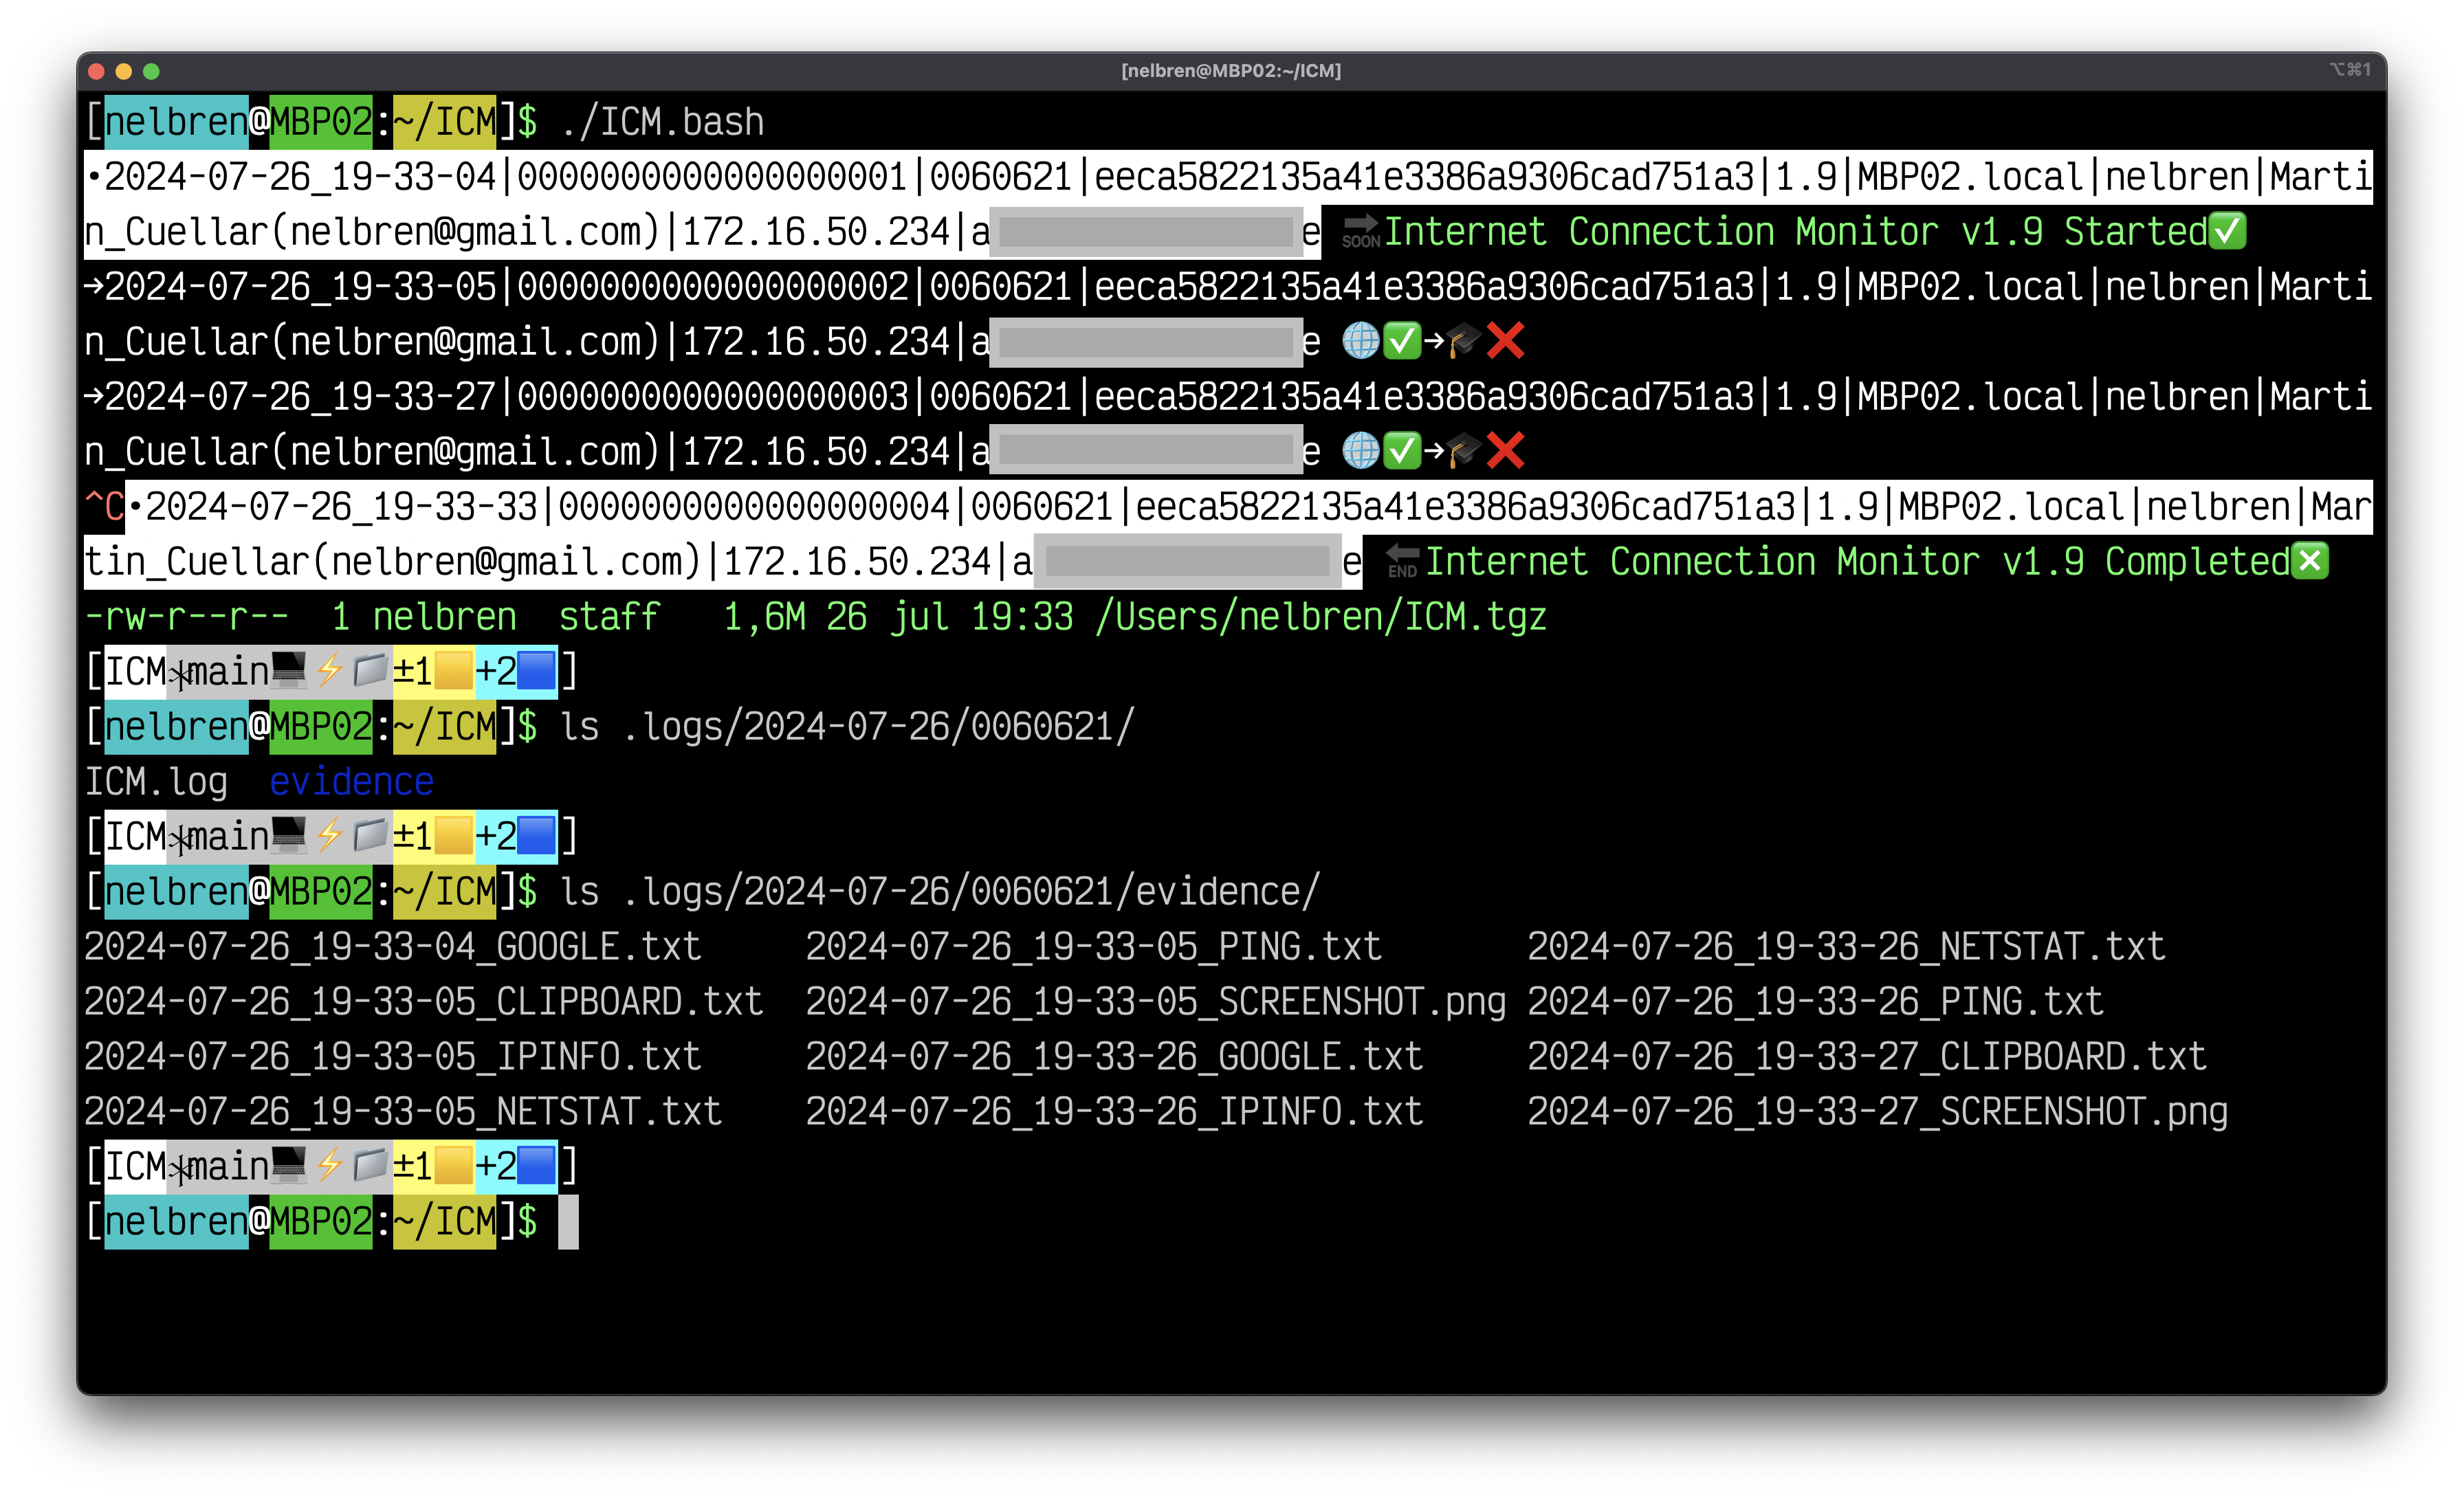 [nelbren@MBP02:~/ICM]
⌥⌘1
[nelbren@MBP02:~/ICM]$ ./ICM.bash
•2024-07-26_19-33-04|0000000000000000001|0060621|eeca5822135a41e3386a9306cad751a3|1.9|MBP02.local|nelbren|Marti
n_Cuellar(nelbren@gmail.com)|172.16.50.234|a e 🔜Internet Connection Monitor v1.9 Started✅
→2024-07-26_19-33-05|0000000000000000002|0060621|eeca5822135a41e3386a9306cad751a3|1.9|MBP02.local|nelbren|Marti
n_Cuellar(nelbren@gmail.com)|172.16.50.234|a e 🌐✅→🎓❌
→2024-07-26_19-33-27|0000000000000000003|0060621|eeca5822135a41e3386a9306cad751a3|1.9|MBP02.local|nelbren|Marti
n_Cuellar(nelbren@gmail.com)|172.16.50.234|a e 🌐✅→🎓❌
^C•2024-07-26_19-33-33|0000000000000000004|0060621|eeca5822135a41e3386a9306cad751a3|1.9|MBP02.local|nelbren|Mar
tin_Cuellar(nelbren@gmail.com)|172.16.50.234|a e 🔚Internet Connection Monitor v1.9 Completed❎
-rw-r--r-- 1 nelbren staff 1,6M 26 jul 19:33 /Users/nelbren/ICM.tgz
[ICM⁎main💻⚡📁±1🟨+2🟦]
[nelbren@MBP02:~/ICM]$ ls .logs/2024-07-26/0060621/
ICM.log evidence
[ICM⁎main💻⚡📁±1🟨+2🟦]
[nelbren@MBP02:~/ICM]$ ls .logs/2024-07-26/0060621/evidence/
2024-07-26_19-33-04_GOOGLE.txt 2024-07-26_19-33-05_PING.txt 2024-07-26_19-33-26_NETSTAT.txt
2024-07-26_19-33-05_CLIPBOARD.txt 2024-07-26_19-33-05_SCREENSHOT.png 2024-07-26_19-33-26_PING.txt
2024-07-26_19-33-05_IPINFO.txt 2024-07-26_19-33-26_GOOGLE.txt 2024-07-26_19-33-27_CLIPBOARD.txt
2024-07-26_19-33-05_NETSTAT.txt 2024-07-26_19-33-26_IPINFO.txt 2024-07-26_19-33-27_SCREENSHOT.png
[ICM⁎main💻⚡📁±1🟨+2🟦]
[nelbren@MBP02:~/ICM]$